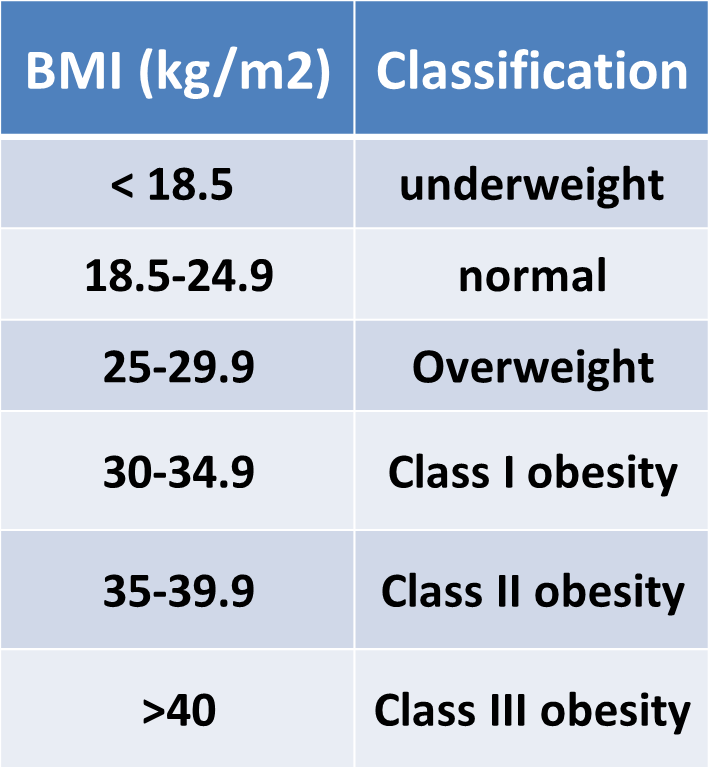 BMI (kg/m2) Classification
< 18.5 underweight
18.5-24.9 normal
25-29.9 Overweight
30-34.9 Class I obesity
35-39.9 Class II obesity
>40 Class III obesity